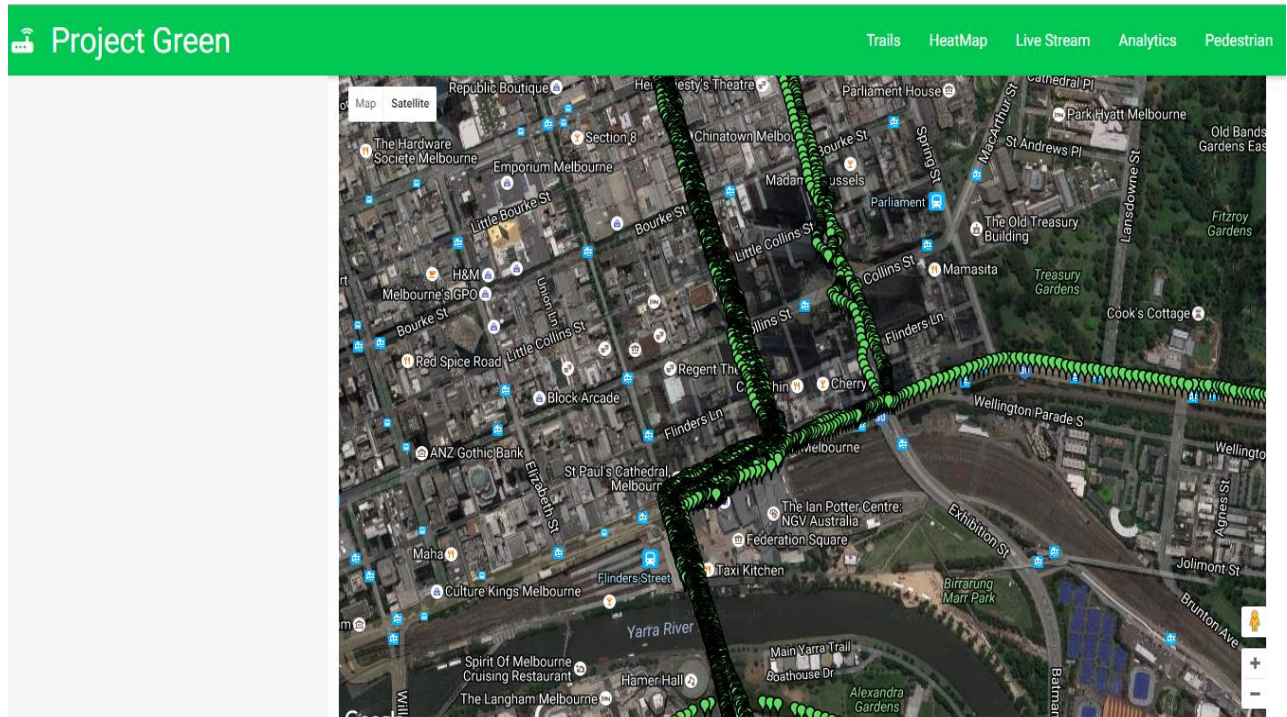 Project Green
Trails
HeatMap
Live Stream
Analytics
Pedestrian
Map
Satellite
Republic Boutique
Parliament House
Cathedral Pl
MacArthur St
Park Hyatt Melbourne
Old Bands
Gardens Eas
The Hardware
Societe Melbourne
Section 8
Spring St
St Andrews Pl
Emporium Melbourne
Lansdowne St
Parliament
Little Bourke St
Bourke St
The Old Treasury
Building
Fitzroy
Gardens
Little Collins St
Collins St
Mamasita
H&M
Melbourne's GPO
Union Ln
Treasury
Gardens
Cook's Cottage
Bourke St
Little Collins St
Flinders Ln
Red Spice Road
Cherry
Block Arcade
Flinders Ln
Wellington Parade S
Melbourne
ANZ Gothic Bank
Elizabeth St
St Paul's Cathedral,
Wellingto
The Ian Potter Centre:
NGV Australia
Exhibition St
Agnes St
Federation Square
Maha
Jolimont St
Flinders Street
Taxi Kitchen
Culture Kings Melbourne
Birrarung
Marr Park
Brunton Ave
Yarra River
Main Yarra Trail
Boathouse Dr
Spirit Of Melbourne
Cruising Restaurant
Hamer Hall
The Langham Melbourne
Alexandra
Gardens
Batman